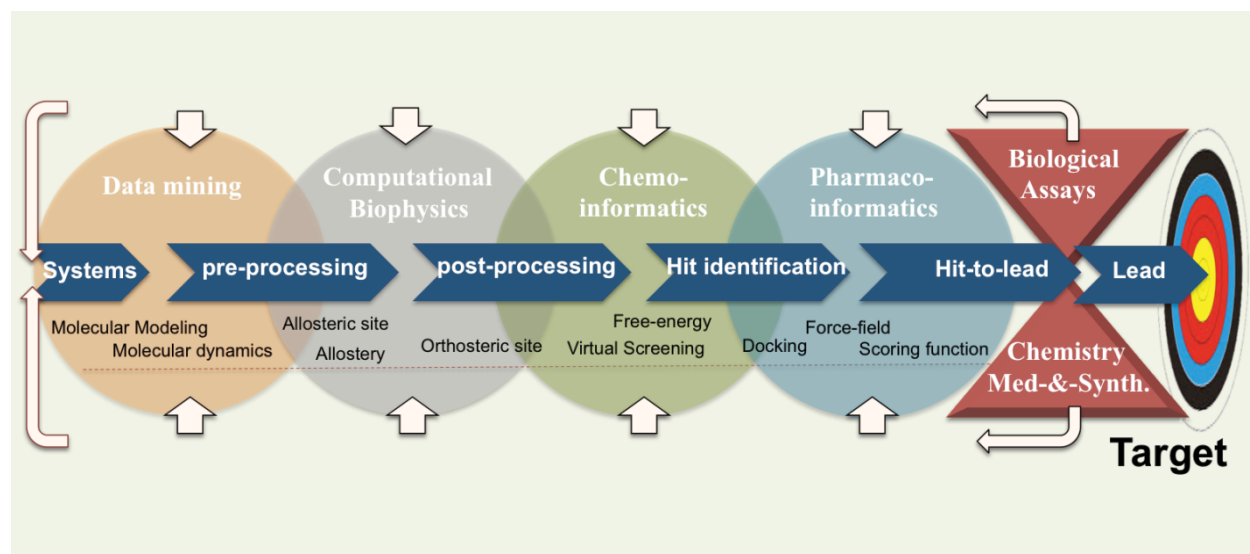 Data mining
Computational
Biophysics
Chemo-
informatics
Pharmaco-
informatics
Biological
Assays
Systems
pre-processing
post-processing
Hit identification
Hit-to-lead
Lead
Molecular Modeling
Molecular dynamics
Allosteric site
Allostery
Orthosteric site
Free-energy
Virtual Screening
Docking
Force-field
Scoring function
Chemistry
Med-&-Synth.
Target